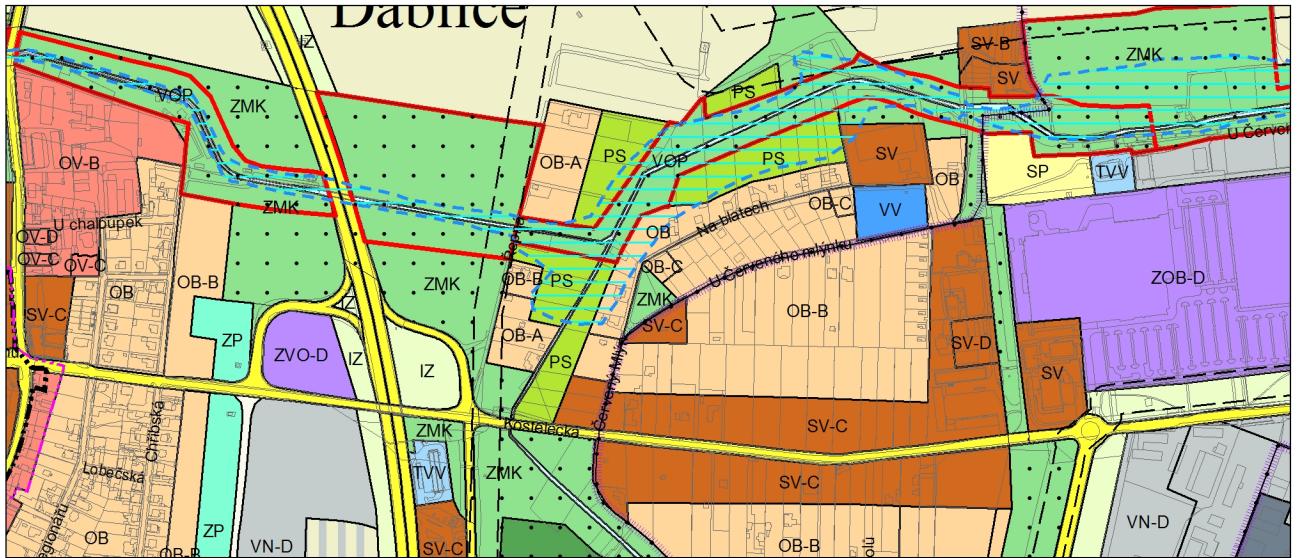 Ďáblice
IZ
SV-B
SV
ZMK
VOP
ZMK
PS
OV-B
OB-A
PS
VOP
PS
SV
OB
SP
TVV
U Červen
ZMK
U chaloupek
OV-D
OV-C
OV-C
OB
OB-B
Na blatech
OB-C
VV
OB
OB-C
U Červeného mlýnku
ZOB-D
ZMK
OB-B
PS
ZMK
SV-C
OB-B
SV-C
ZP
ZVO-D
IZ
IZ
IZ
OB-A
PS
SV-D
SV
Červený Mlýn
Kostelecká
SV-C
ZMK
TVV
ZMK
SV-C
Chřibská
Lobečská
ZP
OB
OB-B
VN-D
SV-C
OB-B
VN-D